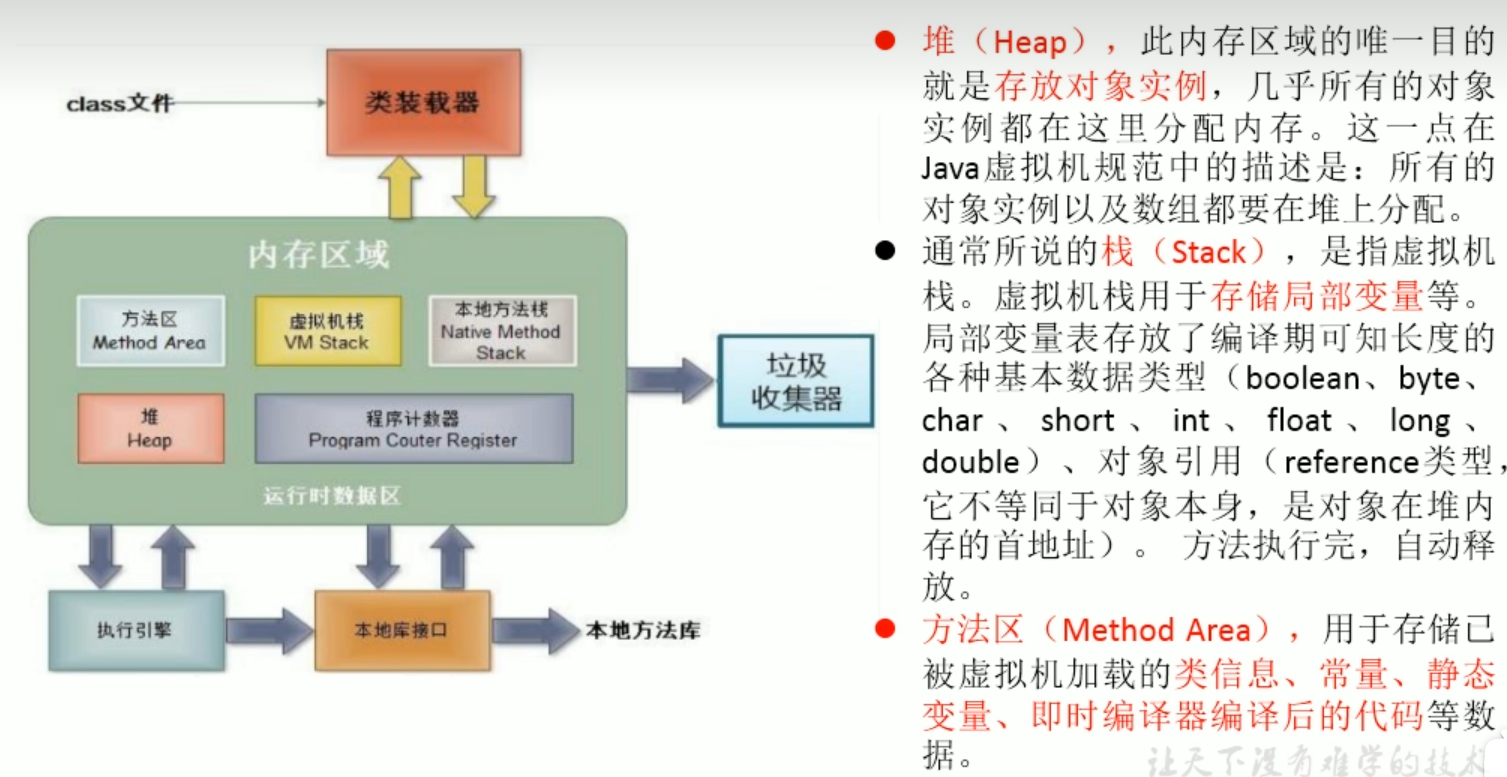 class文件
类装载器
内存区域
方法区
Method Area
虚拟机栈
VM Stack
本地方法栈
Native Method
Stack
堆
Heap
程序计数器
Program Couter Register
运行时数据区
垃圾
收集器
执行引擎
本地库接口
本地方法库
● 堆（Heap），此内存区域的唯一目的
就是存放对象实例，几乎所有的对象
实例都在这里分配内存。这一点在
Java虚拟机规范中的描述是：所有的
对象实例以及数组都要在堆上分配。
● 通常所说的栈（Stack），是指虚拟机
栈。虚拟机栈用于存储局部变量等。
局部变量表存放了编译期可知长度的
各种基本数据类型（boolean、byte、
char 、 short 、 int 、 float 、 long 、
double）、对象引用（reference类型，
它不等同于对象本身，是对象在堆内
存的首地址）。 方法执行完，自动释
放。
● 方法区（Method Area），用于存储已
被虚拟机加载的类信息、常量、静态
变量、即时编译器编译后的代码等数
据。
让天下没有难学的技术